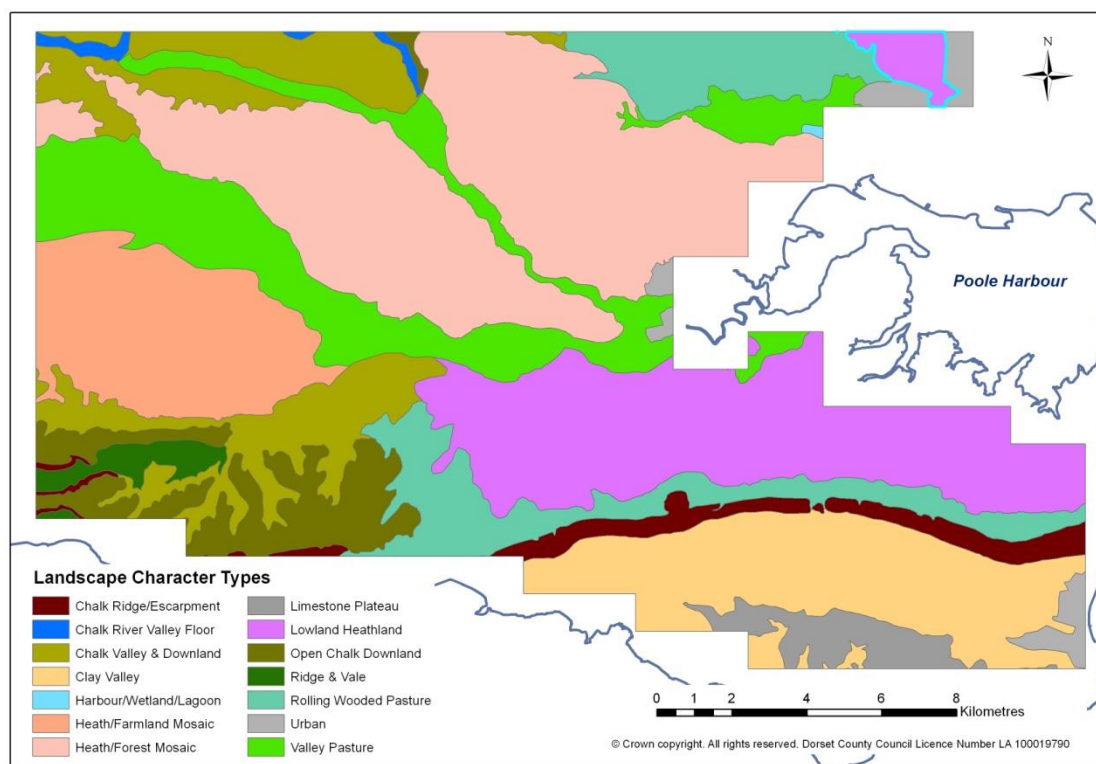 N
Poole Harbour
Landscape Character Types
Chalk Ridge/Escarpment
Chalk River Valley Floor
Chalk Valley & Downland
Clay Valley
Harbour/Wetland/Lagoon
Heath/Farmland Mosaic
Heath/Forest Mosaic
Limestone Plateau
Lowland Heathland
Open Chalk Downland
Ridge & Vale
Rolling Wooded Pasture
Urban
Valley Pasture
0 1 2 4 6 8
Kilometres
© Crown copyright. All rights reserved. Dorset County Council Licence Number LA 100019790